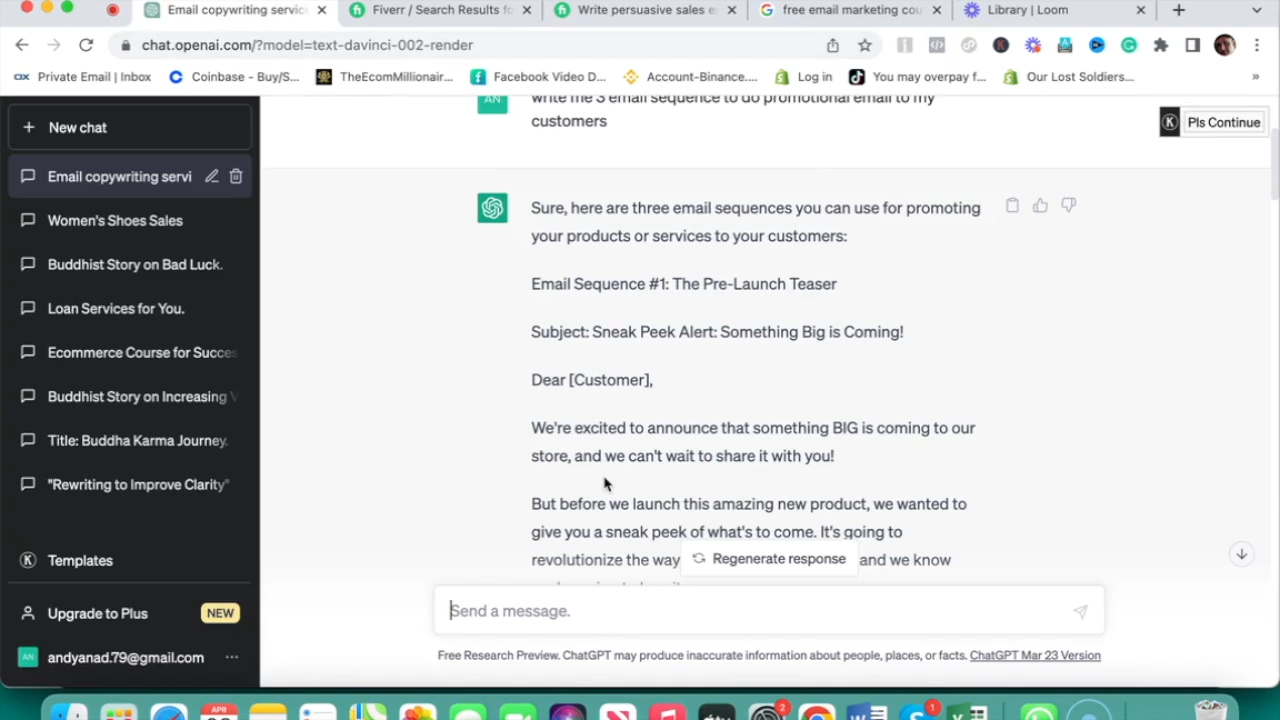 Email copywriting servic
Fiverr / Search Results fo
Write persuasive sales e
free email marketing cou
Library | Loom
chat.openai.com/?model=text-davinci-002-render
Private Email | Inbox
Coinbase - Buy/S...
TheEcomMillionair...
Facebook Video D...
Account-Binance....
Log in
You may overpay f...
Our Lost Soldiers...
»
New chat
Email copywriting servi
Women's Shoes Sales
Buddhist Story on Bad Luck.
Loan Services for You.
Ecommerce Course for Succes
Buddhist Story on Increasing V
Title: Buddha Karma Journey.
"Rewriting to Improve Clarity"
Templates
Upgrade to Plus
NEW
andyanad.79@gmail.com
AN
AN
write me 3 email sequence to do promotional email to my
customers
K
Pls Continue
Sure, here are three email sequences you can use for promoting
your products or services to your customers:
Email Sequence #1: The Pre-Launch Teaser
Subject: Sneak Peek Alert: Something Big is Coming!
Dear [Customer],
We're excited to announce that something BIG is coming to our
store, and we can't wait to share it with you!
But before we launch this amazing new product, we wanted to
give you a sneak peek of what's to come. It's going to
revolutionize the way and we know
Regenerate response
Send a message.
Free Research Preview. ChatGPT may produce inaccurate information about people, places, or facts. ChatGPT Mar 23 Version
APR
2
1